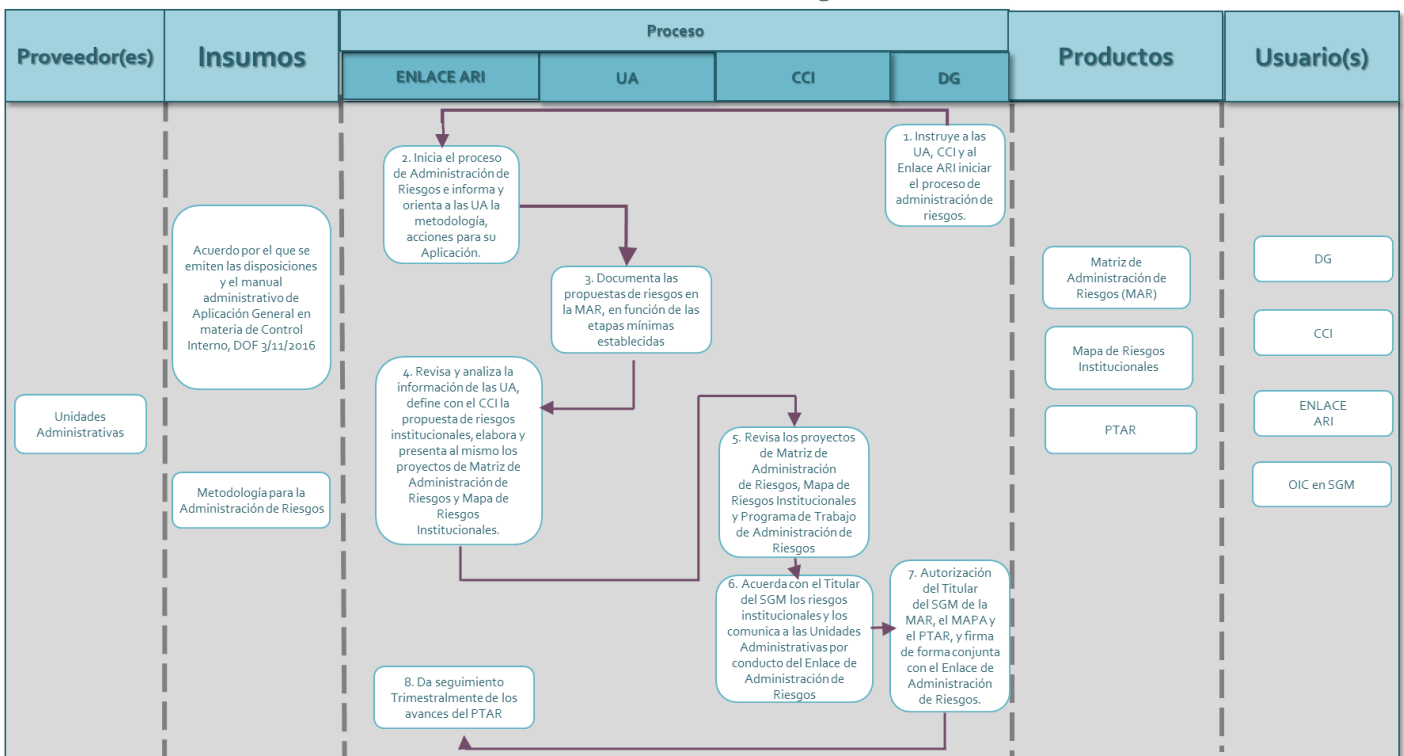 Proceso
Proveedor(es)
Insumos
ENLACE ARI
UA
CCI
DG
Productos
Usuario(s)
1. Instruye a las
UA, CCI y al
Enlace ARI iniciar
el proceso de
administración de
riesgos.
2. Inicia el proceso
de Administración de
Riesgos e informa y
orienta a las UA la
metodología,
acciones para su
Aplicación.
Acuerdo por el que se
emiten las disposiciones
y el manual
administrativo de
Aplicación General en
materia de Control
Interno, DOF 3/11/2016
3. Documenta las
propuestas de riesgos en
la MAR, en función de las
etapas mínimas
establecidas
Matriz de
Administración de
Riesgos (MAR)
DG
CCI
Mapa de Riesgos
Institucionales
4. Revisa y analiza la
información de las UA,
define con el CCI la
propuesta de riesgos
institucionales, elabora y
presenta al mismo los
proyectos de Matriz de
Administración de
Riesgos y Mapa de
Riesgos
Institucionales.
Unidades
Administrativas
PTAR
ENLACE
ARI
5. Revisa los proyectos
de Matriz de
Administración
de Riesgos, Mapa de
Riesgos Institucionales
y Programa de Trabajo
de Administración de
Riesgos
Metodología para la
Administración de Riesgos
OIC en SGM
6. Acuerda con el Titular
del SGM los riesgos
institucionales y los
comunica a las Unidades
Administrativas por
conducto del Enlace de
Administración de
Riesgos
7. Autorización
del Titular
del SGM de la
MAR, el MAPA y
el PTAR, y firma
de forma conjunta
con el Enlace de
Administración
de Riesgos.
8. Da seguimiento
Trimestralmente de los
avances del PTAR